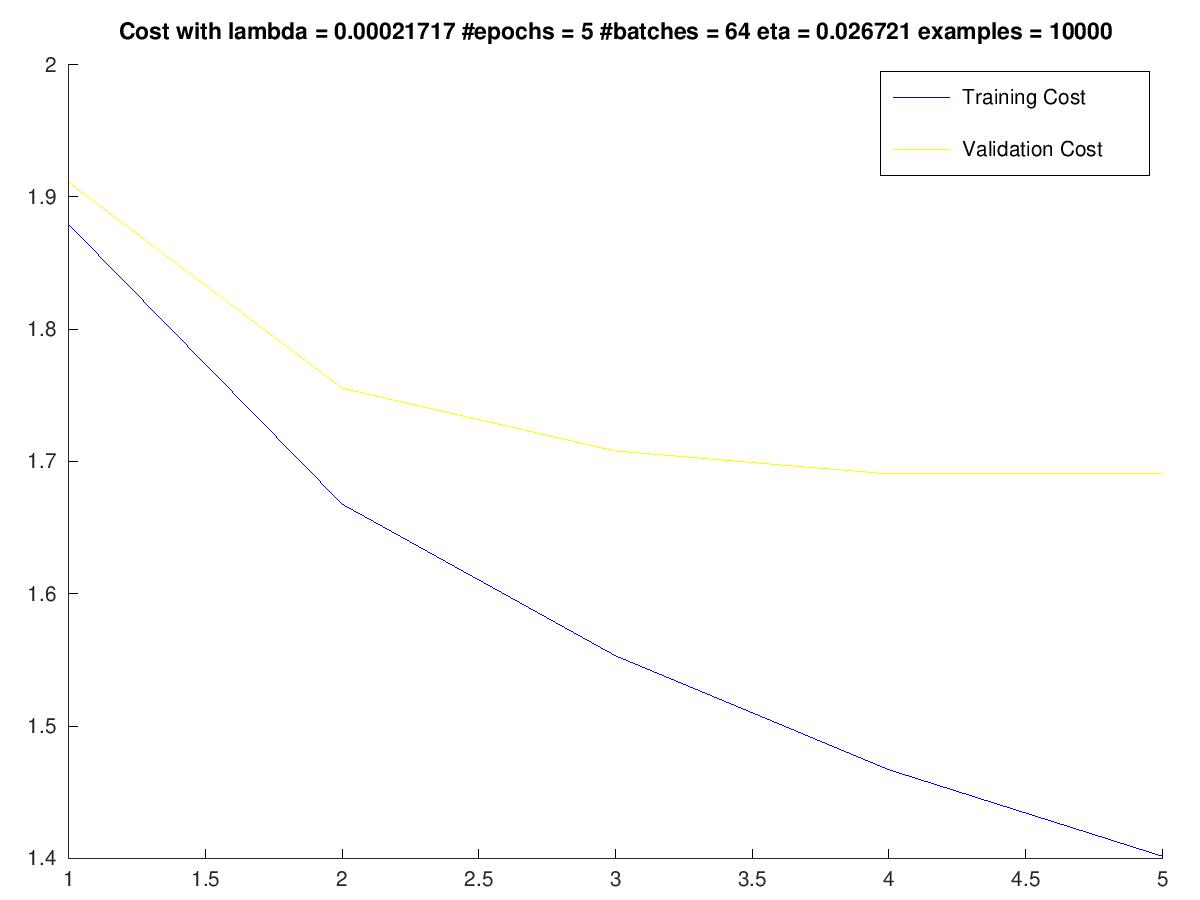 Cost with lambda = 0.00021717 #epochs = 5 #batches = 64 eta = 0.026721 examples = 10000
Training Cost
Validation Cost
2
1.9
1.8
1.7
1.6
1.5
1.4
1 1.5 2 2.5 3 3.5 4 4.5 5